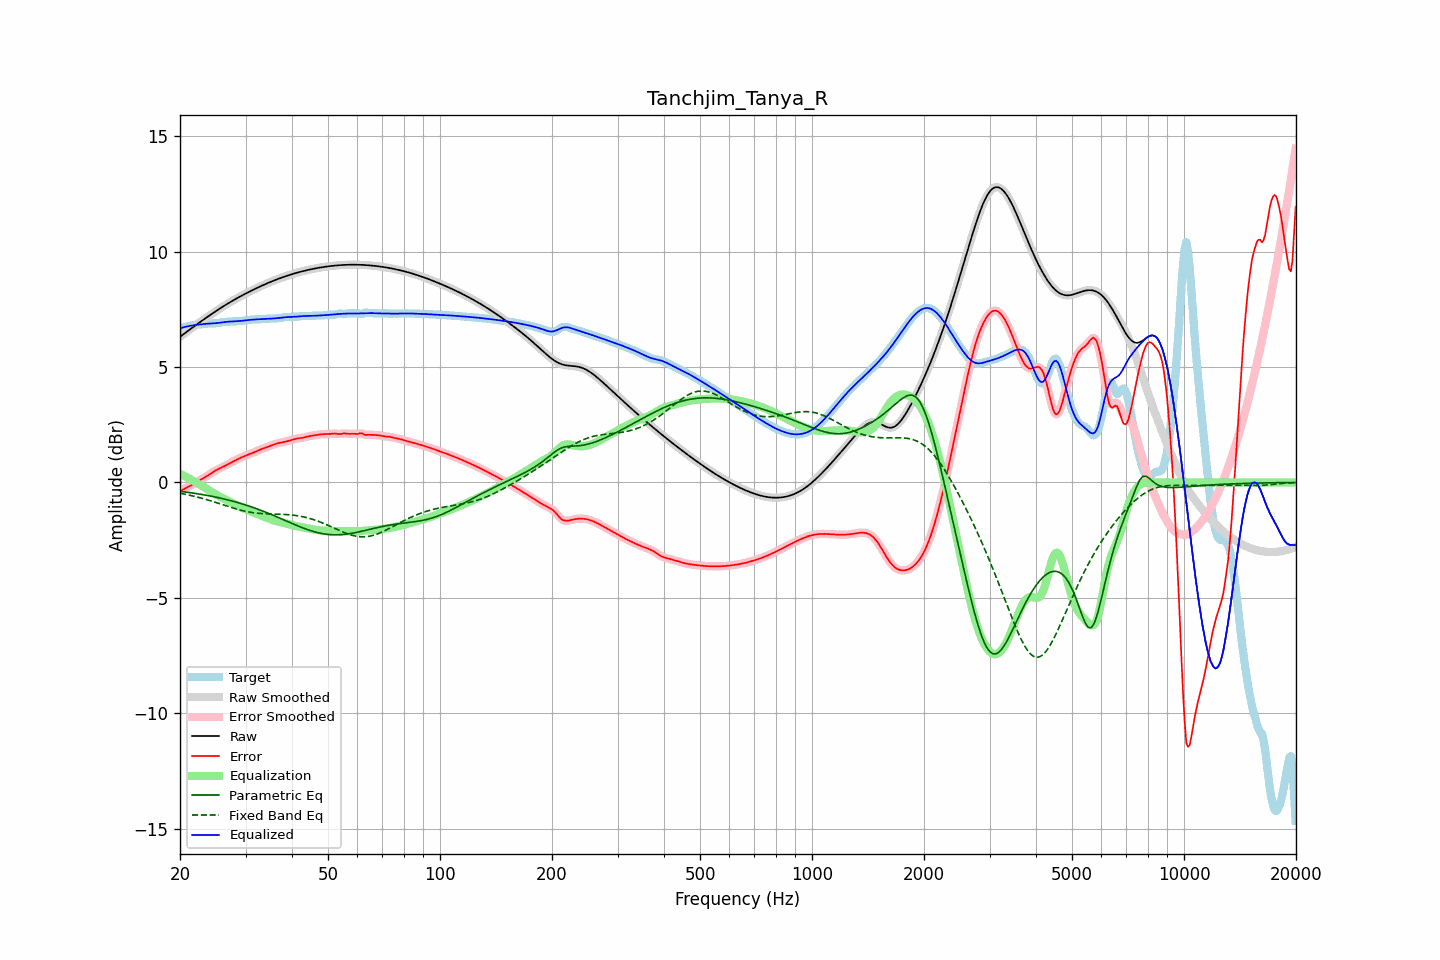 Tanchjim_Tanya_R
Amplitude (dBr)
15
10
5
0
−5
−10
−15
Target
Raw Smoothed
Error Smoothed
Raw
Error
Equalization
Parametric Eq
Fixed Band Eq
Equalized
20 50 100 200 500 1000 2000 5000 10000 20000
Frequency (Hz)